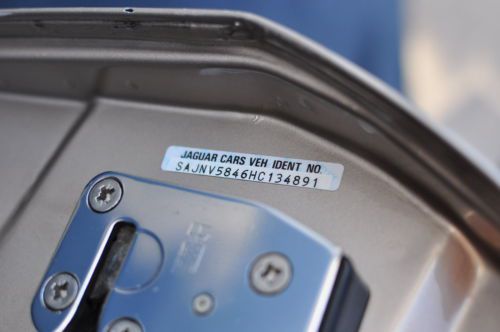 JAGUAR CARS VEH IDENT NO
SAJNV5846HC134891